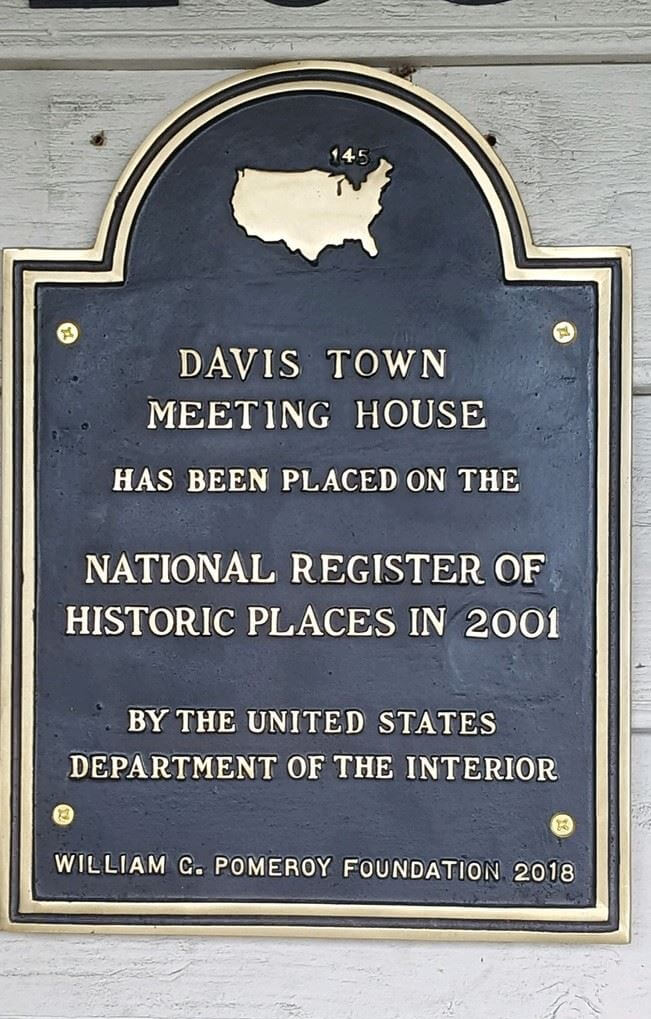 145
DAVIS TOWN
MEETING HOUSE
HAS BEEN PLACED ON THE
NATIONAL REGISTER OF
HISTORIC PLACES IN 2001
BY THE UNITED STATES
DEPARTMENT OF THE INTERIOR
WILLIAM G. POMEROY FOUNDATION 2018